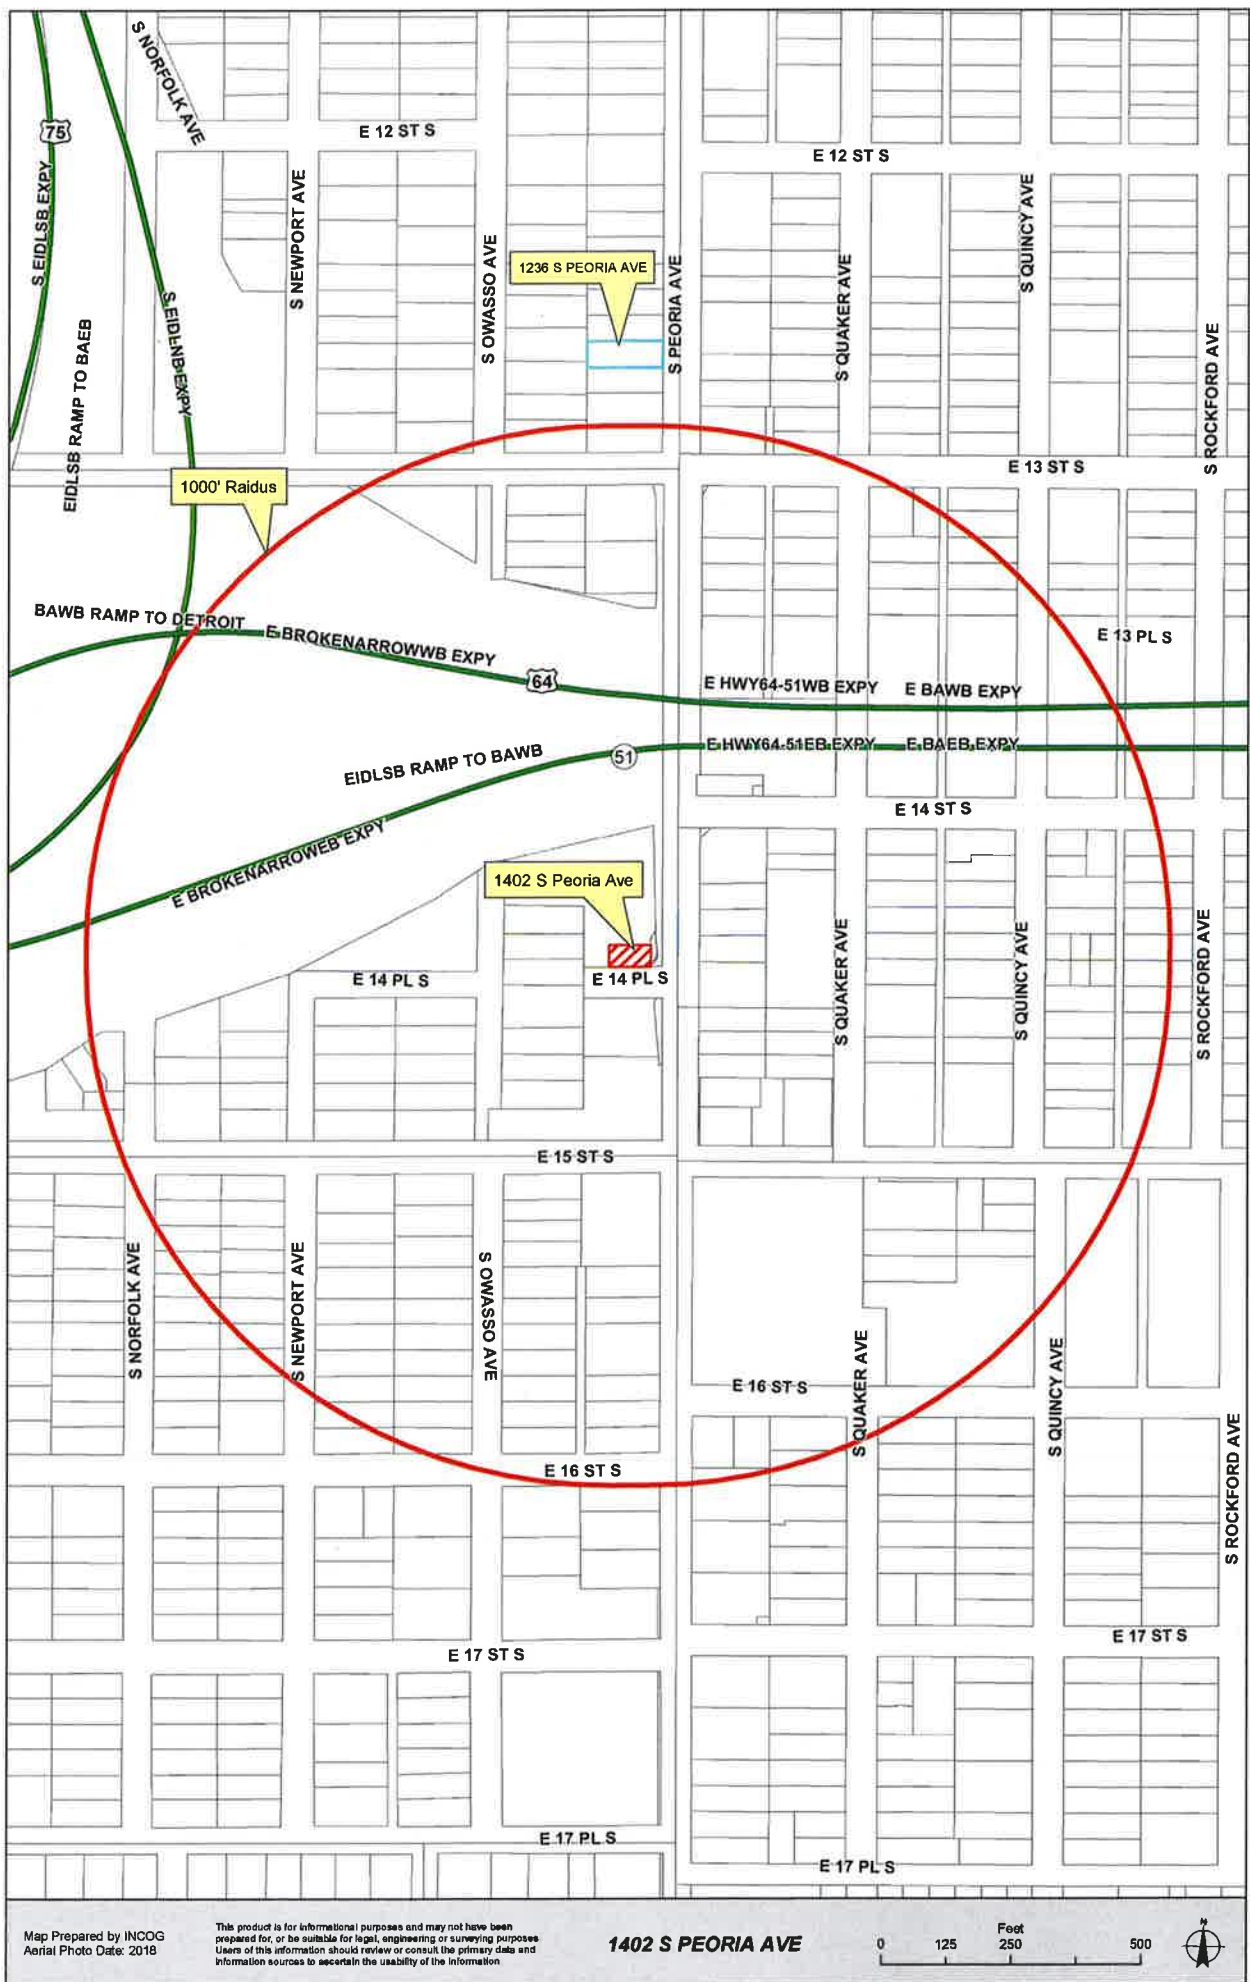 S NORFOLK AVE
75
E 12 ST S
E 12 ST S
S EIDLSB EXPY
S NEWPORT AVE
S OWASSO AVE
1236 S PEORIA AVE
S PEORIA AVE
S QUAKER AVE
S QUINCY AVE
S ROCKFORD AVE
EIDLSB RAMP TO BAEB
S EIDLNB EXPY
E 13 ST S
1000' Raidus
BAWB RAMP TO DETROIT
E BROKENARROWWB EXPY
64
E HWY64-51WB EXPY
E BAWB EXPY
E 13 PL S
EIDLSB RAMP TO BAWB
51
E HWY64-51EB EXPY
E BAEB EXPY
E 14 ST S
E BROKENARROWEB EXPY
1402 S Peoria Ave
E 14 PL S
E 14 PL S
S QUAKER AVE
S QUINCY AVE
S ROCKFORD AVE
E 15 ST S
S NORFOLK AVE
S NEWPORT AVE
S OWASSO AVE
E 16 ST S
S QUAKER AVE
S QUINCY AVE
S ROCKFORD AVE
E 16 ST S
E 17 ST S
E 17 ST S
E 17 PL S
E 17 PL S
Map Prepared by INCOG
Aerial Photo Date: 2018
This product is for informational purposes and may not have been
prepared for, or be suitable for legal, engineering or surveying purposes
Users of this information should review or consult the primary data and
information sources to ascertain the usability of the information
1402 S PEORIA AVE
Feet
0 125 250 500
N